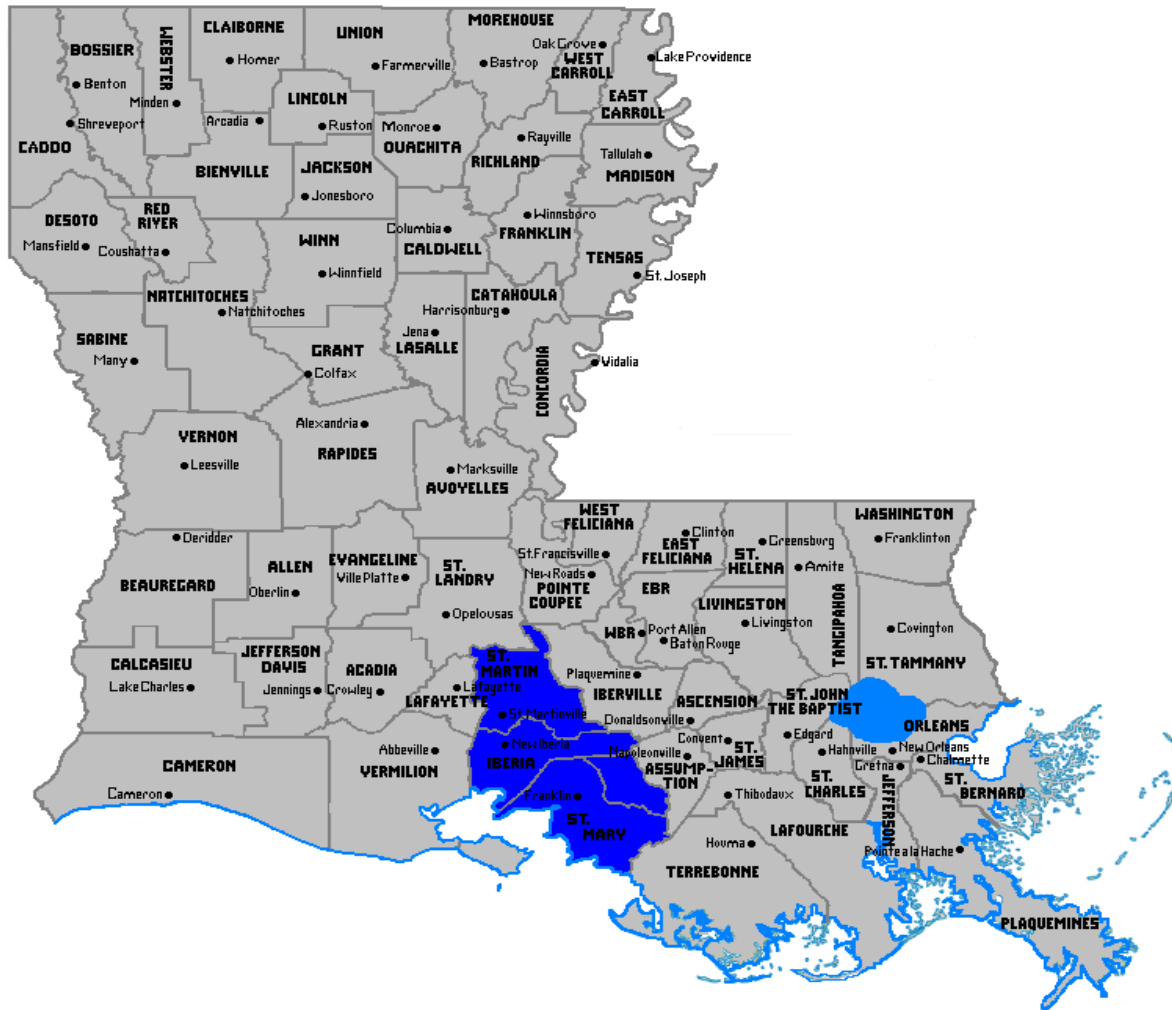 CLAIBORNE
UNION
MOREHOUSE
BOSSIER
WEBSTER
Homer
Farmerville
Bastrop
Oak Grove
WEST
CARROLL
Lake Providence
Benton
Minden
LINCOLN
EAST
CARROLL
Shreveport
Arcadia
Ruston
Monroe
OUACHITA
Rayville
CADDO
BIENVILLE
JACKSON
RICHLAND
Tallulah
MADISON
Jonesboro
DESOTO
RED
RIVER
WINN
Columbia
Winnsboro
FRANKLIN
Mansfield
Coushatta
CALDWELL
TENSAS
Winnfield
St. Joseph
NATCHITOCHES
CATAHOULA
Natchitoches
Harrisonburg
SABINE
GRANT
Jena
LASALLE
Many
Colfax
CONCORDIA
Vidalia
VERNON
Alexandria
RAPIDES
Leesville
Marksville
AVOYELLES
WEST
FELICIANA
WASHINGTON
Deridder
EAST
FELICIANA
Clinton
ST.
HELENA
Greensburg
Franklinton
BEAUREGARD
ALLEN
EVANGELINE
ST.
LANDRY
St. Francisville
Amite
Oberlin
Ville Platte
New Roads
POINTE
COUPEE
EBR
LIVINGSTON
TANGIPAHOA
Opelousas
WBR
Port Allen
Baton Rouge
Livingston
Covington
CALCASIEU
JEFFERSON
DAVIS
ACADIA
ST.
MARTIN
ST. TAMMANY
Lake Charles
Jennings
Crowley
Lafayette
LAFAYETTE
Plaquemine
IBERVILLE
ASCENSION
ST. JOHN
THE BAPTIST
St. Martinville
Donaldsonville
ORLEANS
CAMERON
Abbeville
VERMILION
New Iberia
IBERIA
Napoleonville
ASSUMP-
TION
Convent
ST.
JAMES
Edgard
Hahnville
New Orleans
Gretna
Chalmette
Cameron
Franklin
ST.
MARY
Thibodaux
ST.
CHARLES
JEFFERSON
ST.
BERNARD
LAFOURCHE
Houma
TERREBONNE
Pointe a la Hache
PLAQUEMINES